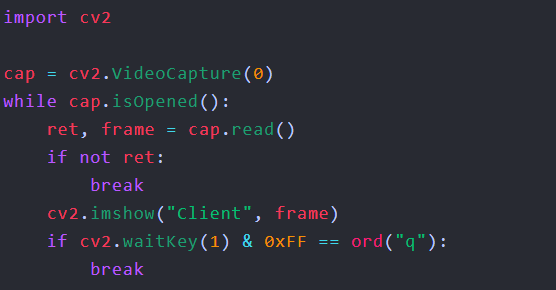 import cv2

cap = cv2.VideoCapture(0)
while cap.isOpened():
    ret, frame = cap.read()
    if not ret:
        break
    cv2.imshow("Client", frame)
    if cv2.waitKey(1) & 0xFF == ord("q"):
        break